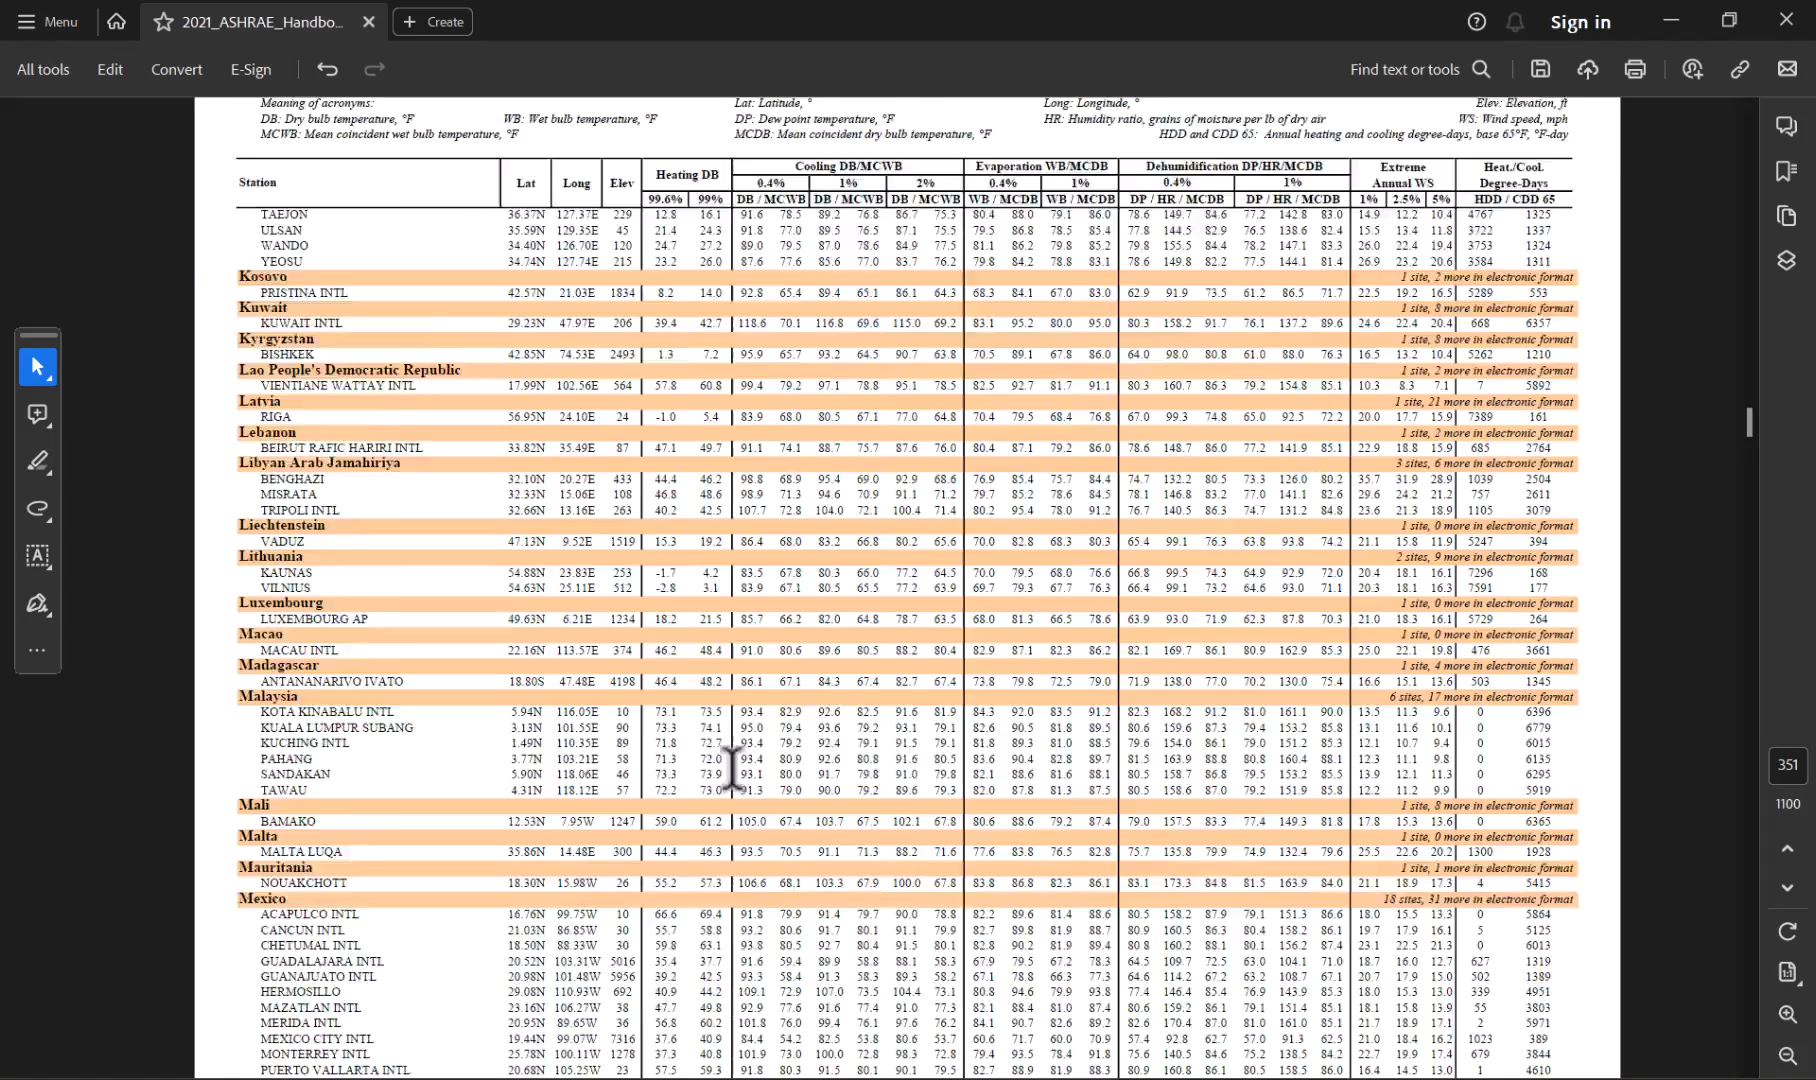 Menu
2021_ASHRAE_Handbo...
Create
Sign in
All tools Edit Convert E-Sign
Find text or tools
Meaning of acronyms: Lat: Latitude, ° Long: Longitude, ° Elev: Elevation, ft
DB: Dry bulb temperature, °F WB: Wet bulb temperature, °F DP: Dew point temperature, °F HR: Humidity ratio, grains of moisture per lb of dry air WS: Wind speed, mph
MCWB: Mean coincident wet bulb temperature, °F MCDB: Mean coincident dry bulb temperature, °F HDD and CDD 65: Annual heating and cooling degree-days, base 65°F, °F-day
Station Lat Long Elev Heating DB Cooling DB/MCWB Evaporation WB/MCDB Dehumidification DP/HR/MCDB Extreme Annual WS Heat./Cool. Degree-Days
0.4% 1% 2% 0.4% 1% 0.4% 1%
99.6% 99% DB / MCWB DB / MCWB DB / MCWB WB / MCDB WB / MCDB DP / HR / MCDB DP / HR / MCDB 1% 2.5% 5% HDD / CDD 65
TAEJON 36.37N 127.37E 229 12.8 16.1 91.6 78.5 89.2 76.8 86.7 75.3 80.4 88.0 79.1 86.0 78.6 149.7 84.6 77.2 142.8 83.0 14.9 12.2 10.4 4767 1325
ULSAN 35.59N 129.35E 45 21.4 24.3 91.8 77.0 89.5 76.5 87.1 75.5 79.5 86.8 78.5 85.4 77.8 144.5 82.9 76.5 138.6 82.4 15.5 13.4 11.8 3722 1337
WANDO 34.40N 126.70E 120 24.7 27.2 89.0 79.5 87.0 78.6 84.9 77.5 81.1 86.2 79.8 85.2 79.8 155.5 84.4 78.2 147.1 83.3 26.0 22.4 19.4 3753 1324
YEOSU 34.74N 127.74E 215 23.2 26.0 87.6 77.6 85.6 77.0 83.7 76.2 79.8 84.2 78.8 83.1 78.6 149.8 82.2 77.5 144.1 81.4 26.9 23.2 20.6 3584 1311
Kosovo 1 site, 2 more in electronic format
PRISTINA INTL 42.57N 21.03E 1834 8.2 14.0 92.8 65.4 89.4 65.1 86.1 64.3 68.3 84.1 67.0 83.0 62.9 91.9 73.5 61.2 86.5 71.7 22.5 19.2 16.5 5289 553
Kuwait 1 site, 8 more in electronic format
KUWAIT INTL 29.23N 47.97E 206 39.4 42.7 118.6 70.1 116.8 69.6 115.0 69.2 83.1 95.2 80.0 95.0 80.3 158.2 91.7 76.1 137.2 89.6 24.6 22.4 20.4 668 6357
Kyrgyzstan 1 site, 8 more in electronic format
BISHKEK 42.85N 74.53E 2493 1.3 7.2 95.9 65.7 93.2 64.5 90.7 63.8 70.5 89.1 67.8 86.0 64.0 98.0 80.8 61.0 88.0 76.3 16.5 13.2 10.4 5262 1210
Lao People's Democratic Republic 1 site, 2 more in electronic format
VIENTIANE WATTAY INTL 17.99N 102.56E 564 57.8 60.8 99.4 79.2 97.1 78.8 95.1 78.5 82.5 92.7 81.7 91.1 80.3 160.7 86.3 79.2 154.8 85.1 10.3 8.3 7.1 7 5892
Latvia 1 site, 21 more in electronic format
RIGA 56.95N 24.10E 24 -1.0 5.4 83.9 68.0 80.5 67.1 77.0 64.8 70.4 79.5 68.4 76.8 67.0 99.3 74.8 65.0 92.5 72.2 20.0 17.7 15.9 7389 161
Lebanon 1 site, 2 more in electronic format
BEIRUT RAFIC HARIRI INTL 33.82N 35.49E 87 47.1 49.7 91.1 74.1 88.7 75.7 87.6 76.0 80.4 87.1 79.2 86.0 78.6 148.7 86.0 77.2 141.9 85.1 22.9 18.8 15.9 685 2764
Libyan Arab Jamahiriya 3 sites, 6 more in electronic format
BENGHAZI 32.10N 20.27E 433 44.4 46.2 98.8 68.9 95.4 69.0 92.9 68.6 76.9 85.4 75.7 84.4 74.7 132.2 80.5 73.3 126.0 80.2 35.7 31.9 28.9 1039 2504
MISRATA 32.33N 15.06E 108 46.8 48.6 98.9 71.3 94.6 70.9 91.1 71.2 79.7 85.2 78.6 84.5 78.1 146.8 83.2 77.0 141.1 82.6 29.6 24.2 21.2 757 2611
TRIPOLI INTL 32.66N 13.16E 263 40.2 42.5 107.7 72.8 104.0 72.1 100.4 71.4 80.2 95.4 78.0 91.2 76.7 140.5 86.3 74.7 131.2 84.8 23.6 21.3 18.9 1105 3079
Liechtenstein 1 site, 0 more in electronic format
VADUZ 47.13N 9.52E 1519 15.3 19.2 86.4 68.0 83.2 66.8 80.2 65.6 70.0 82.8 68.3 80.3 65.4 99.1 76.3 63.8 93.8 74.2 21.1 15.8 11.9 5247 394
Lithuania 2 sites, 9 more in electronic format
KAUNAS 54.88N 23.83E 253 -1.7 4.2 83.5 67.8 80.3 66.0 77.2 64.5 70.0 79.5 68.0 76.6 66.8 99.5 74.3 64.9 92.9 72.0 20.4 18.1 16.1 7296 168
VILNIUS 54.63N 25.11E 512 -2.8 3.1 83.9 67.1 80.5 65.5 77.2 63.9 69.7 79.3 67.7 76.3 66.4 99.1 73.2 64.6 93.0 71.1 20.3 18.1 16.3 7591 177
Luxembourg 1 site, 0 more in electronic format
LUXEMBOURG AP 49.63N 6.21E 1234 18.2 21.5 85.7 66.2 82.0 64.8 78.7 63.5 68.0 81.3 66.5 78.6 63.9 93.0 71.9 62.3 87.8 70.3 21.0 18.3 16.1 5729 264
Macao 1 site, 0 more in electronic format
MACAU INTL 22.16N 113.57E 374 46.2 48.4 91.0 80.6 89.6 80.5 88.2 80.4 82.9 87.1 82.3 86.2 82.1 169.7 86.1 80.9 162.9 85.3 25.0 22.1 19.8 476 3661
Madagascar 1 site, 4 more in electronic format
ANTANANARIVO IVATO 18.80S 47.48E 4198 46.4 48.2 86.1 67.1 84.3 67.4 82.7 67.4 73.8 79.8 72.5 79.0 71.9 138.0 77.0 70.2 130.0 75.4 16.6 15.1 13.6 503 1345
Malaysia 6 sites, 17 more in electronic format
KOTA KINABALU INTL 5.94N 116.05E 10 73.1 73.5 93.4 82.9 92.6 82.5 91.6 81.9 84.3 92.0 83.5 91.2 82.3 168.2 91.2 81.0 161.1 90.0 13.5 11.3 9.6 0 6396
KUALA LUMPUR SUBANG 3.13N 101.55E 90 73.3 74.1 95.0 79.4 93.6 79.2 93.1 79.1 82.6 90.5 81.8 89.5 80.6 159.6 87.3 79.4 153.2 85.8 13.1 11.6 10.1 0 6779
KUCHING INTL 1.49N 110.35E 89 71.8 72.7 93.4 79.2 92.4 79.1 91.5 79.1 81.8 89.3 81.0 88.5 79.6 154.0 86.1 79.0 151.2 85.3 12.1 10.7 9.4 0 6015
PAHANG 3.77N 103.21E 58 71.3 72.0 93.4 80.9 92.6 80.8 91.6 80.5 83.6 90.4 82.8 89.7 81.5 163.9 88.8 80.8 160.4 88.1 12.3 11.1 9.8 0 6135
SANDAKAN 5.90N 118.06E 46 73.3 73.9 93.1 80.0 91.7 79.8 91.0 79.8 82.1 88.6 81.6 88.1 80.5 158.7 86.8 79.5 153.2 85.5 13.9 12.1 11.3 0 6295
TAWAU 4.31N 118.12E 57 72.2 73.0 91.3 79.0 90.0 79.2 89.6 79.3 82.0 87.8 81.3 87.5 80.5 158.6 87.0 79.2 151.9 85.8 12.2 11.2 9.9 0 5919
Mali 1 site, 8 more in electronic format
BAMAKO 12.53N 7.95W 1247 59.0 61.2 105.0 67.4 103.7 67.5 102.1 67.8 80.6 88.6 79.2 87.4 79.0 157.5 83.3 77.4 149.3 81.8 17.8 15.3 13.6 0 6365
Malta 1 site, 0 more in electronic format
MALTA LUQA 35.86N 14.48E 300 44.4 46.3 93.5 70.5 91.1 71.3 88.2 71.6 77.6 83.8 76.5 82.8 75.7 135.8 79.9 74.9 132.4 79.6 25.5 22.6 20.2 1300 1928
Mauritania 1 site, 1 more in electronic format
NOUAKCHOTT 18.30N 15.98W 26 55.2 57.3 106.6 68.1 103.3 67.9 100.0 67.8 83.8 86.8 82.3 86.1 83.1 173.3 84.8 81.5 163.9 84.0 21.1 18.9 17.3 4 5415
Mexico 18 sites, 31 more in electronic format
ACAPULCO INTL 16.76N 99.75W 10 66.6 69.4 91.8 79.9 91.4 79.7 90.0 78.8 82.2 89.6 81.4 88.6 80.5 158.2 87.9 79.1 151.3 86.6 18.0 15.5 13.3 0 5864
CANCUN INTL 21.03N 86.85W 30 55.7 58.8 93.2 80.6 91.7 80.1 91.1 79.9 82.7 89.8 81.9 88.7 80.9 160.5 86.3 80.4 158.2 86.1 19.7 17.9 16.1 5 5125
CHETUMAL INTL 18.50N 88.33W 30 59.8 63.1 93.8 80.5 92.7 80.4 91.5 80.1 82.8 90.2 81.9 89.4 80.8 160.2 88.1 80.1 156.2 87.4 23.1 22.5 21.3 0 6013
GUADALAJARA INTL 20.52N 103.31W 5016 35.4 37.7 91.6 59.4 89.9 58.8 88.1 58.3 67.9 79.5 67.2 78.3 64.5 109.7 72.5 63.0 104.1 71.0 18.7 16.0 12.7 627 1319
GUANAJUATO INTL 20.98N 101.48W 5956 39.2 42.5 93.3 58.4 91.3 58.3 89.3 58.2 67.1 78.8 66.3 77.3 64.6 114.2 67.2 63.2 108.7 67.1 20.7 17.9 15.0 502 1389
HERMOSILLO 29.08N 110.93W 692 40.9 44.2 109.1 72.9 107.0 73.5 104.4 73.1 80.8 94.6 79.9 93.8 77.4 146.4 85.4 76.9 143.9 85.3 18.0 15.3 13.0 339 4951
MAZATLAN INTL 23.16N 106.27W 38 47.7 49.8 92.9 77.6 91.6 77.4 91.0 77.3 82.1 88.4 81.0 87.4 80.6 159.2 86.1 79.1 151.4 85.1 18.1 15.8 13.9 55 3803
MERIDA INTL 20.95N 89.65W 36 56.8 60.2 101.8 76.0 99.4 76.1 97.6 76.2 84.1 90.7 82.6 89.2 82.6 170.4 87.0 81.0 161.0 85.1 21.7 18.9 17.1 2 5971
MEXICO CITY INTL 19.44N 99.07W 7316 37.6 40.9 84.4 54.2 82.5 53.8 80.6 53.7 60.6 71.7 60.0 70.9 57.4 92.8 62.7 57.0 91.3 62.5 21.0 18.4 16.2 1023 389
MONTERREY INTL 25.78N 100.11W 1278 37.3 40.8 101.9 73.0 100.0 72.8 98.3 72.8 79.4 93.5 78.4 91.8 75.6 140.5 84.6 75.2 138.5 84.2 22.7 19.9 17.4 679 3844
PUERTO VALLARTA INTL 20.68N 105.25W 23 57.5 59.3 91.8 80.3 91.5 80.1 90.1 79.5 82.7 88.9 81.9 88.3 80.9 160.8 86.1 80.5 158.5 86.0 16.4 14.5 13.0 1 4610
351
1100